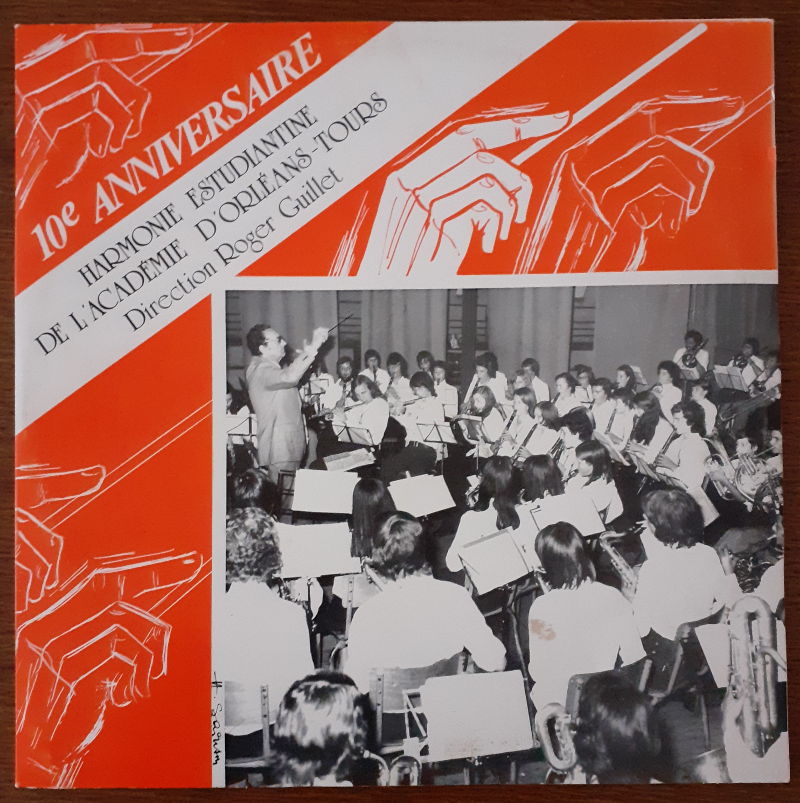 10e ANNIVERSAIRE
HARMONIE ESTUDIANTINE
DE L'ACADÉMIE D'ORLÉANS-TOURS
Direction Roger Guillet